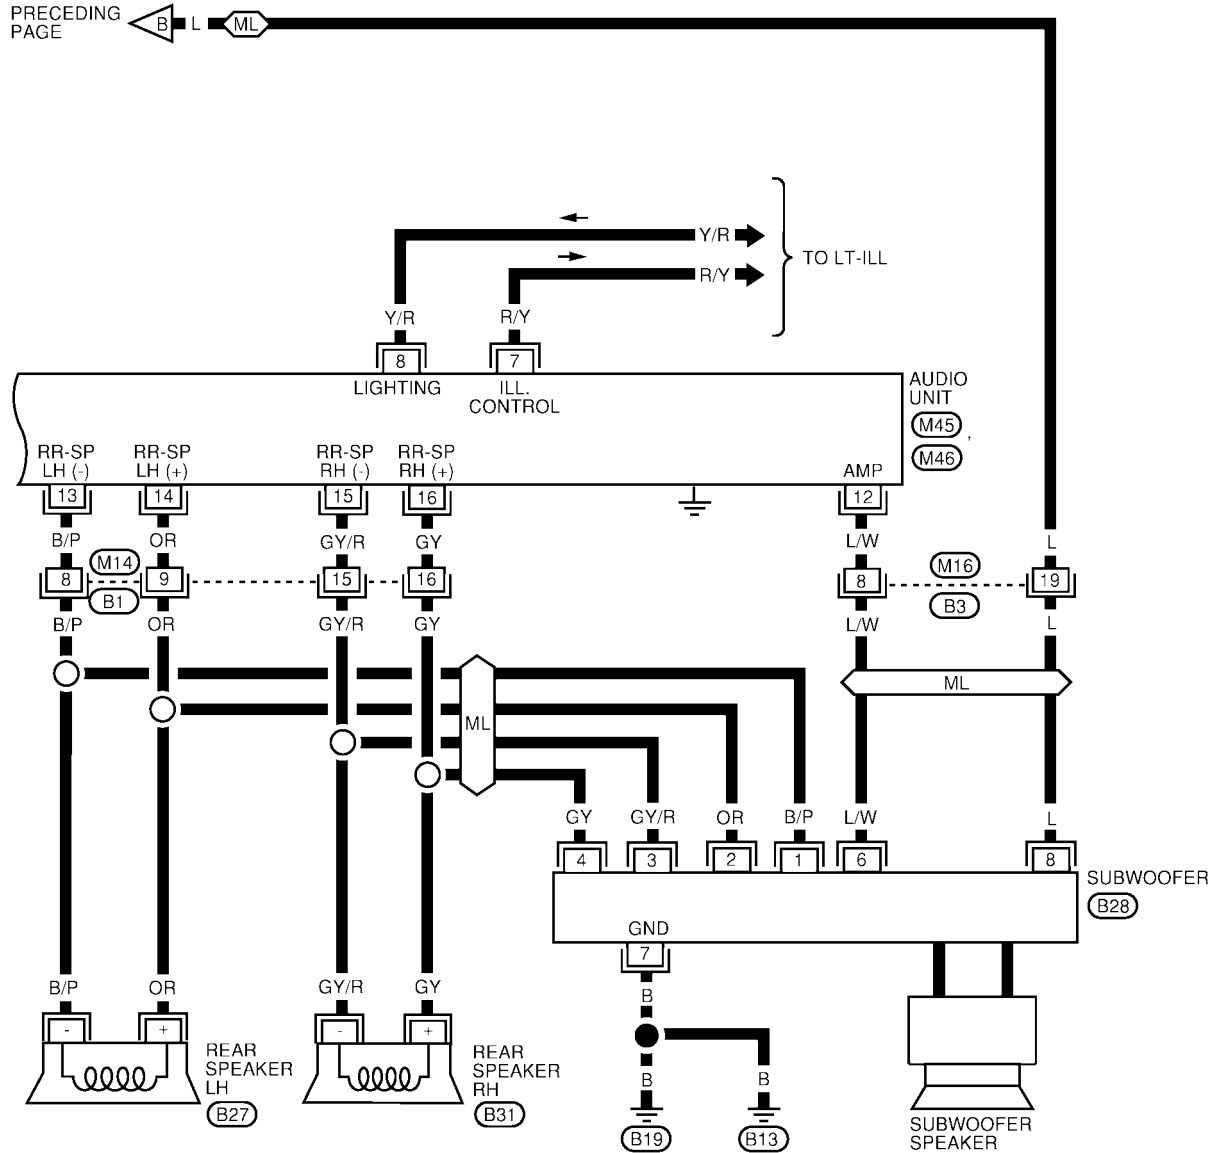 PRECEDING
PAGE
B
L
ML
Y/R
R/Y
TO LT-ILL
Y/R
R/Y
8
7
LIGHTING
ILL.
CONTROL
AUDIO
UNIT
M45 ,
M46
RR-SP
LH (-)
RR-SP
LH (+)
RR-SP
RH (-)
RR-SP
RH (+)
AMP
13
14
15
16
12
B/P
OR
GY/R
GY
L/W
L
M14
M16
8
9
15
16
8
19
B1
B3
B/P
OR
GY/R
GY
L/W
L
ML
ML
GY
GY/R
OR
B/P
L/W
L
4
3
2
1
6
8
SUBWOOFER
B28
GND
7
B/P
OR
GY/R
GY
B
-
+
-
+
REAR
SPEAKER
LH
B27
REAR
SPEAKER
RH
B31
B
B
B19
B13
SUBWOOFER
SPEAKER